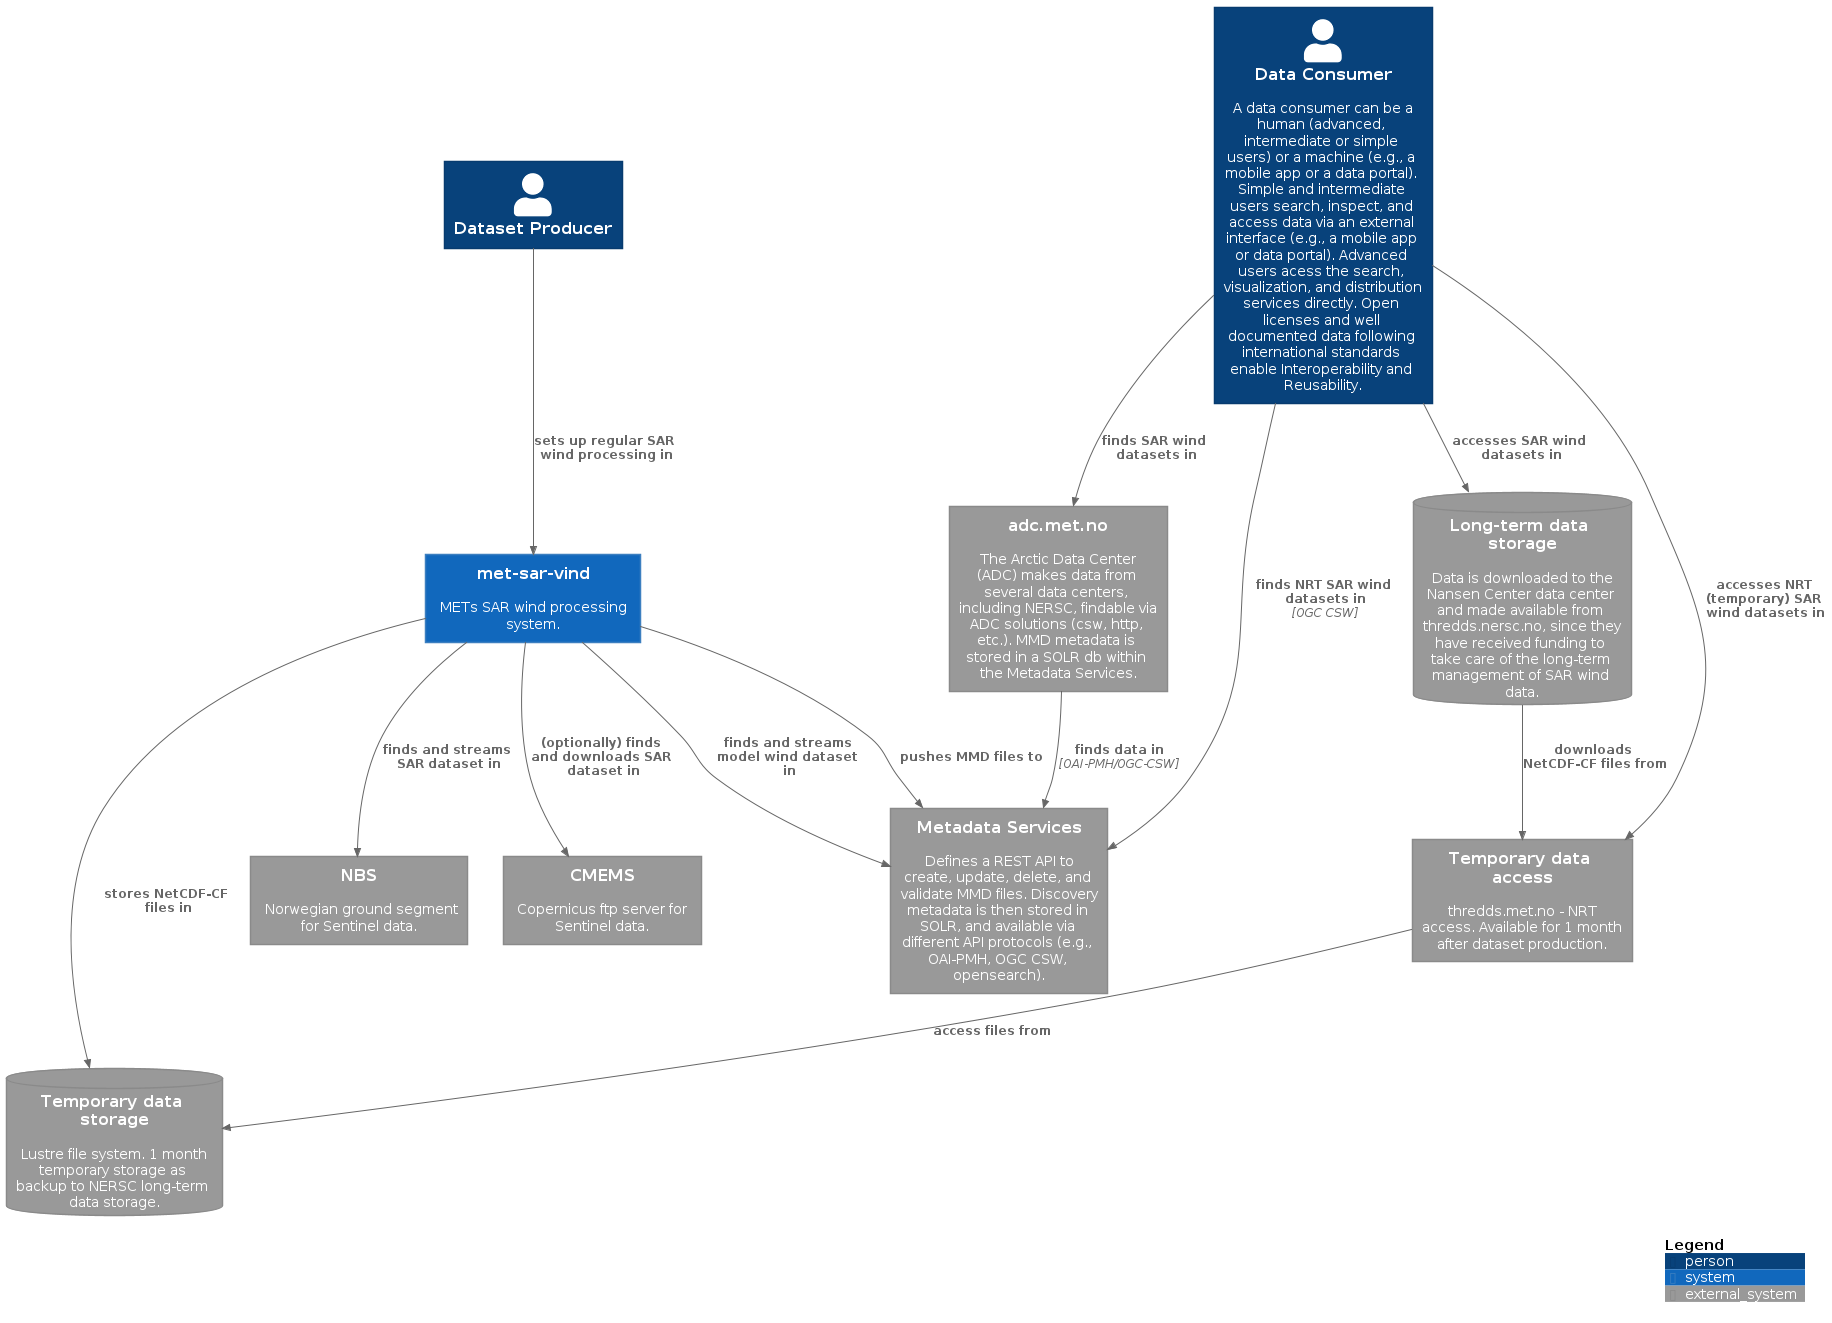 Data Consumer
A data consumer can be a
human (advanced,
intermediate or simple
users) or a machine (e.g., a
mobile app or a data portal).
Simple and intermediate
users search, inspect, and
access data via an external
interface (e.g., a mobile app
or data portal). Advanced
users acess the search,
visualization, and distribution
services directly. Open
licenses and well
documented data following
international standards
enable Interoperability and
Reusability.
Dataset Producer
sets up regular SAR
wind processing in
finds SAR wind
datasets in
accesses SAR wind
datasets in
met-sar-vind
METs SAR wind processing
system.
adc.met.no
The Arctic Data Center
(ADC) makes data from
several data centers,
including NERSC, findable via
ADC solutions (csw, http,
etc.). MMD metadata is
stored in a SOLR db within
the Metadata Services.
finds NRT SAR wind
datasets in
[OGC CSW]
Long-term data
storage
Data is downloaded to the
Nansen Center data center
and made available from
thredds.nersc.no, since they
have received funding to
take care of the long-term
management of SAR wind
data.
accesses NRT
(temporary) SAR
wind datasets in
finds and streams
SAR dataset in
(optionally) finds
and downloads SAR
dataset in
finds and streams
model wind dataset
in
pushes MMD files to
finds data in
[OAI-PMH/OGC-CSW]
downloads
NetCDF-CF files from
stores NetCDF-CF
files in
NBS
Norwegian ground segment
for Sentinel data.
CMEMS
Copernicus ftp server for
Sentinel data.
Metadata Services
Defines a REST API to
create, update, delete, and
validate MMD files. Discovery
metadata is then stored in
SOLR, and available via
different API protocols (e.g.,
OAI-PMH, OGC CSW,
opensearch).
Temporary data
access
thredds.met.no - NRT
access. Available for 1 month
after dataset production.
access files from
Temporary data
storage
Lustre file system. 1 month
temporary storage as
backup to NERSC long-term
data storage.
Legend
person
system
external_system